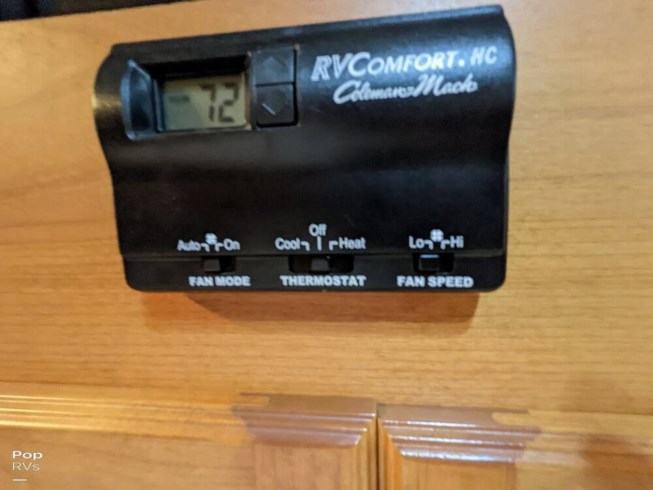 RVCOMFORT. HC
Coleman-Mach
72
Off
Auto On Cool Heat Lo Hi
FAN MODE THERMOSTAT FAN SPEED
Pop
RVs